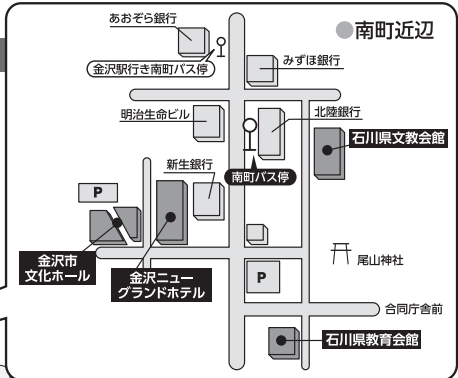 あおぞら銀行
●南町近辺
金沢駅行き南町バス停
みずほ銀行
明治生命ビル
北陸銀行
石川県文教会館
新生銀行
南町バス停
P
金沢市
文化ホール
金沢ニュー
グランドホテル
尾山神社
P
合同庁舎前
石川県教育会館